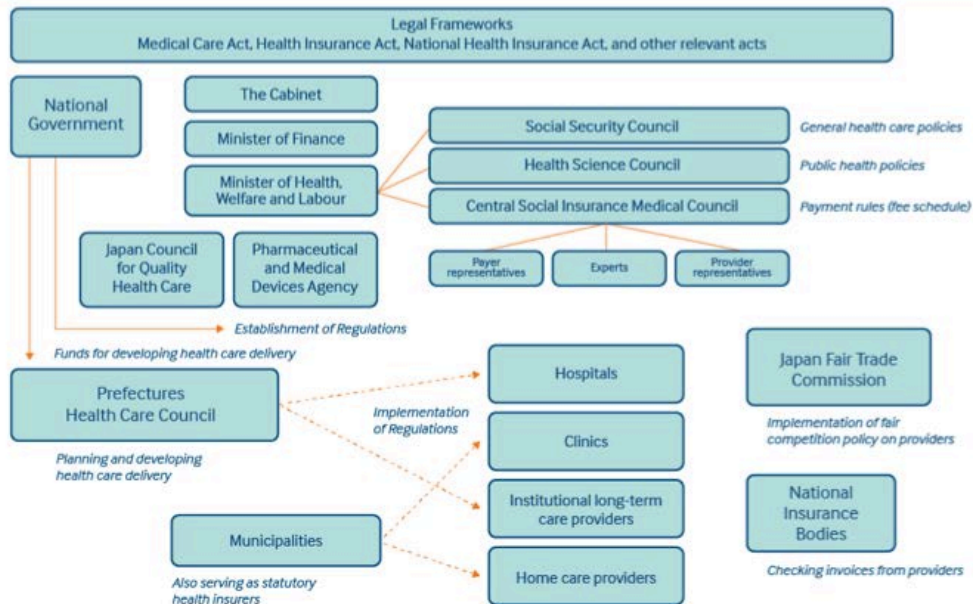 Legal Frameworks
Medical Care Act, Health Insurance Act, National Health Insurance Act, and other relevant acts
National
Government
The Cabinet
Minister of Finance
Minister of Health,
Welfare and Labour
Social Security Council
General health care policies
Health Science Council
Public health policies
Central Social Insurance Medical Council
Payment rules (fee schedule)
Payer
representatives
Experts
Provider
representatives
Japan Council
for Quality
Health Care
Pharmaceutical
and Medical
Devices Agency
Establishment of Regulations
Funds for developing health care delivery
Prefectures
Health Care Council
Planning and developing
health care delivery
Implementation
of Regulations
Hospitals
Clinics
Institutional long-term
care providers
Home care providers
Municipalities
Also serving as statutory
health insurers
Japan Fair Trade
Commission
Implementation of fair
competition policy on providers
National
Insurance
Bodies
Checking invoices from providers